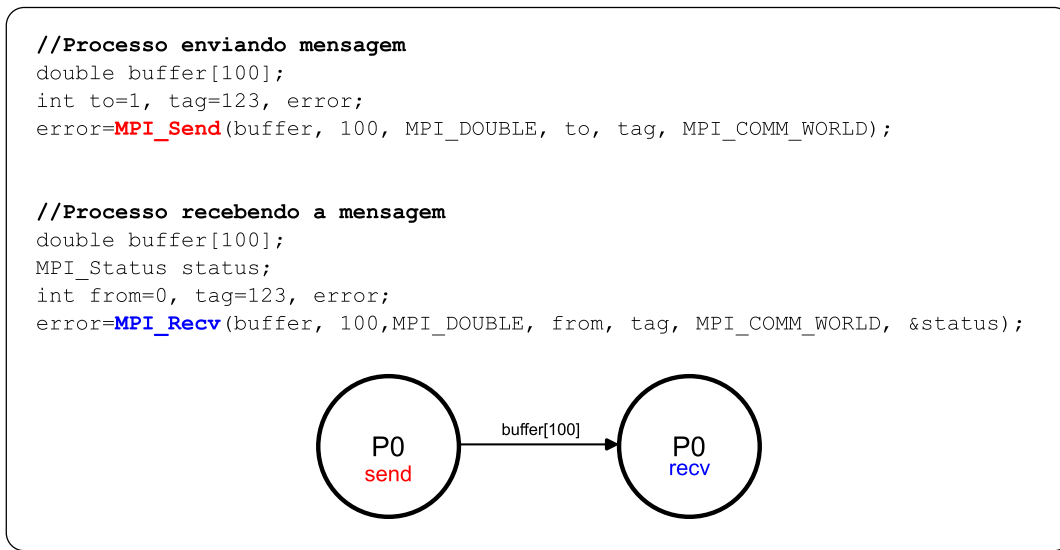 //Processo enviando mensagem
double buffer[100];
int to=1, tag=123, error;
error=MPI_Send(buffer, 100, MPI_DOUBLE, to, tag, MPI_COMM_WORLD);
//Processo recebendo a mensagem
double buffer[100];
MPI_Status status;
int from=0, tag=123, error;
error=MPI_Recv(buffer, 100,MPI_DOUBLE, from, tag, MPI_COMM_WORLD, &status);
buffer[100]
P0
send
P0
recv